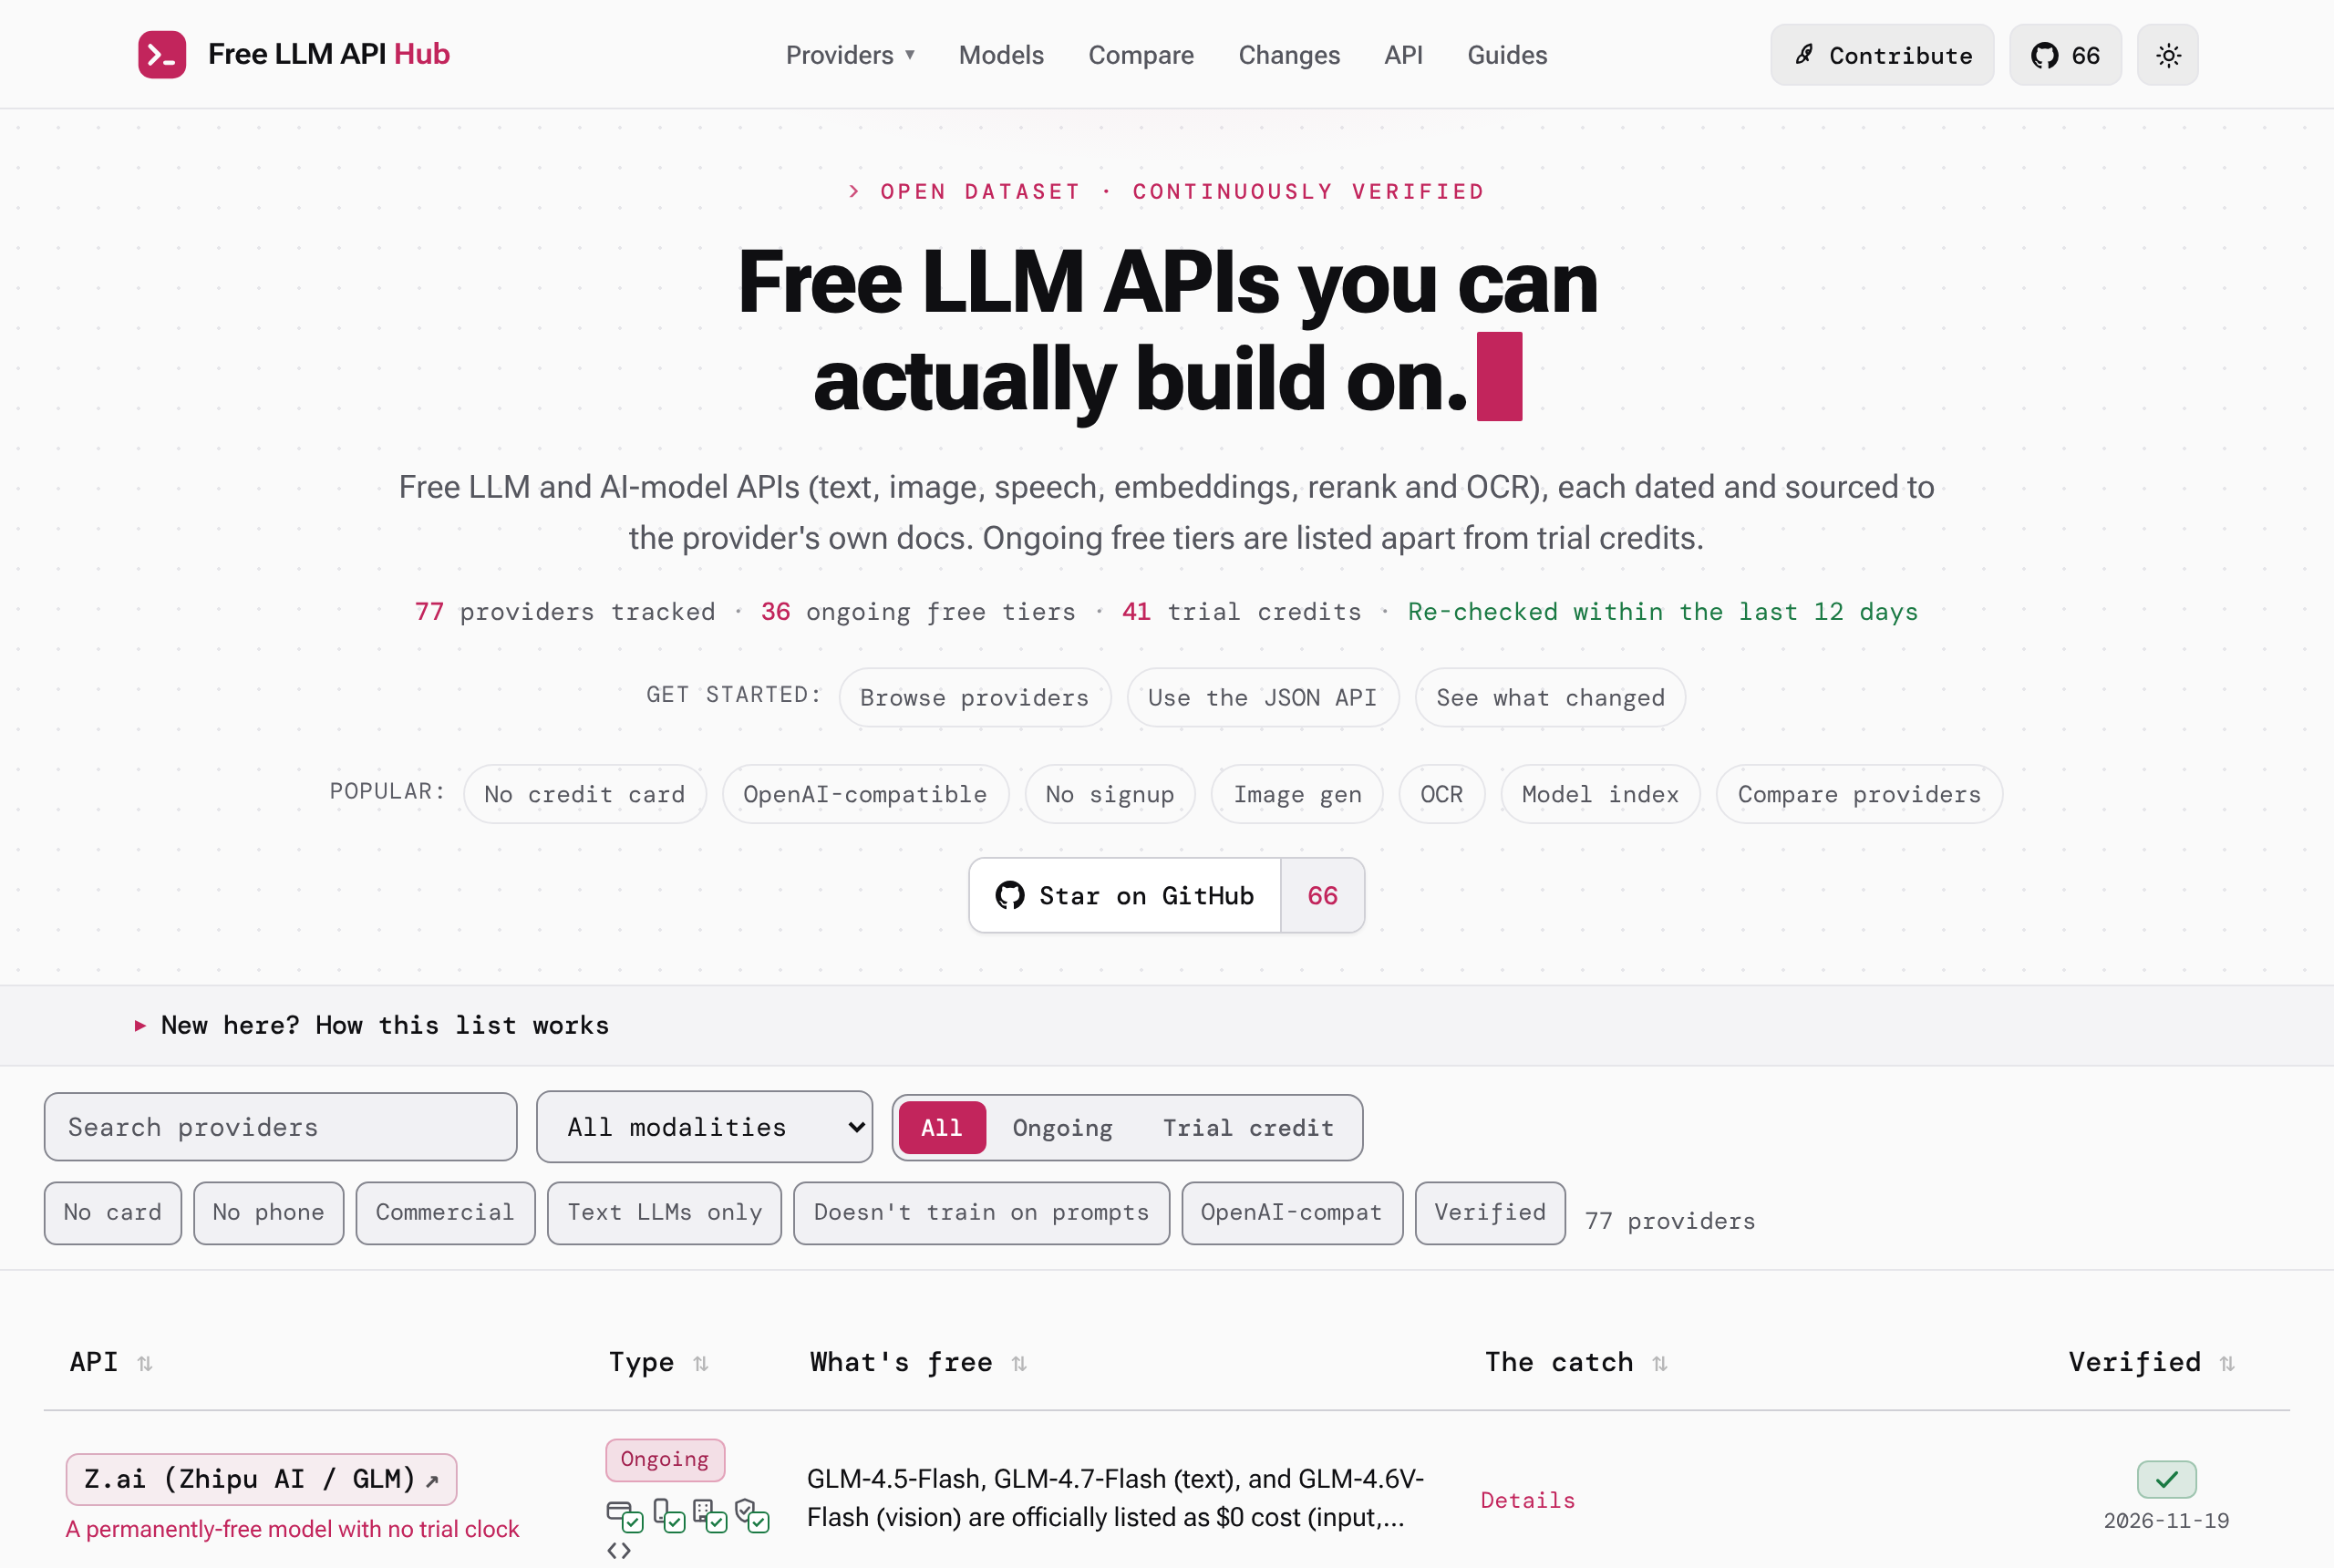 Free LLM API Hub
Providers ▼ Models Compare Changes API Guides
Contribute 66
> OPEN DATASET · CONTINUOUSLY VERIFIED
Free LLM APIs you can
actually build on.
Free LLM and AI-model APIs (text, image, speech, embeddings, rerank and OCR), each dated and sourced to
the provider's own docs. Ongoing free tiers are listed apart from trial credits.
77 providers tracked · 36 ongoing free tiers · 41 trial credits · Re-checked within the last 12 days
GET STARTED: Browse providers Use the JSON API See what changed
POPULAR: No credit card OpenAI-compatible No signup Image gen OCR Model index Compare providers
Star on GitHub 66
▶ New here? How this list works
Search providers All modalities All Ongoing Trial credit
No card No phone Commercial Text LLMs only Doesn't train on prompts OpenAI-compat Verified 77 providers
API ⇅ Type ⇅ What's free ⇅ The catch ⇅ Verified ⇅
Z.ai (Zhipu AI / GLM) ↗
A permanently-free model with no trial clock
Ongoing
GLM-4.5-Flash, GLM-4.7-Flash (text), and GLM-4.6V-
Flash (vision) are officially listed as $0 cost (input,...
Details
2026-11-19